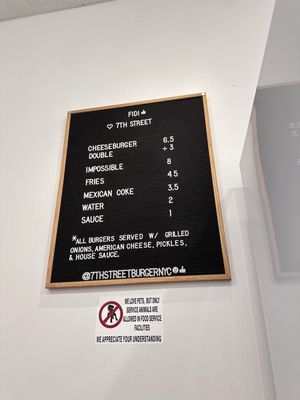 FIDI 👍
♡ 7TH STREET
CHEESEBURGER 6.5
DOUBLE +3
IMPOSSIBLE 8
FRIES 4.5
MEXICAN COKE 3.5
WATER 2
SAUCE 1
*ALL BURGERS SERVED W/ GRILLED
ONIONS, AMERICAN CHEESE, PICKLES,
& HOUSE SAUCE.
@7THSTREETBURGERNYC®👍
WE LOVE PETS, BUT ONLY
SERVICE ANIMALS ARE
ALLOWED IN FOOD SERVICE
FACILITIES
WE APPRECIATE YOUR UNDERSTANDING